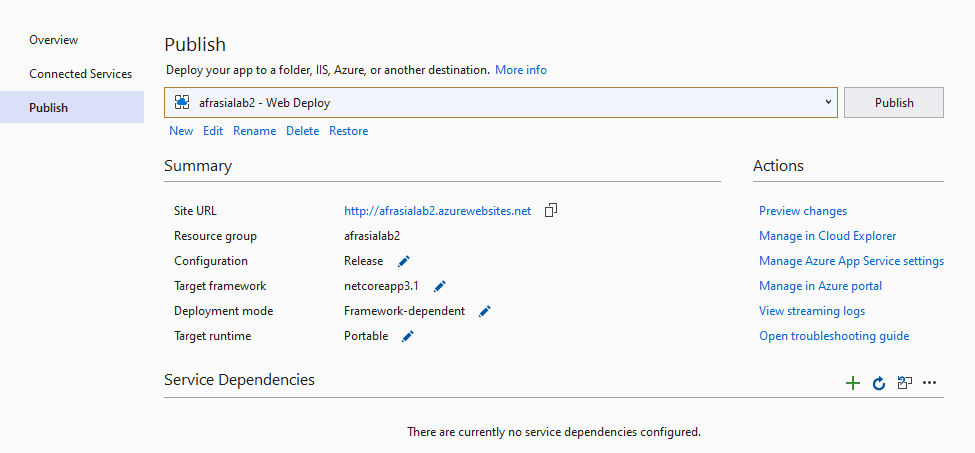 Overview
Connected Services
Publish
Publish
Deploy your app to a folder, IIS, Azure, or another destination. More info
afrasialab2 - Web Deploy
Publish
New Edit Rename Delete Restore
Summary
Site URL http://afrasialab2.azurewebsites.net
Resource group afrasialab2
Configuration Release
Target framework netcoreapp3.1
Deployment mode Framework-dependent
Target runtime Portable
Actions
Preview changes
Manage in Cloud Explorer
Manage Azure App Service settings
Manage in Azure portal
View streaming logs
Open troubleshooting guide
Service Dependencies
There are currently no service dependencies configured.